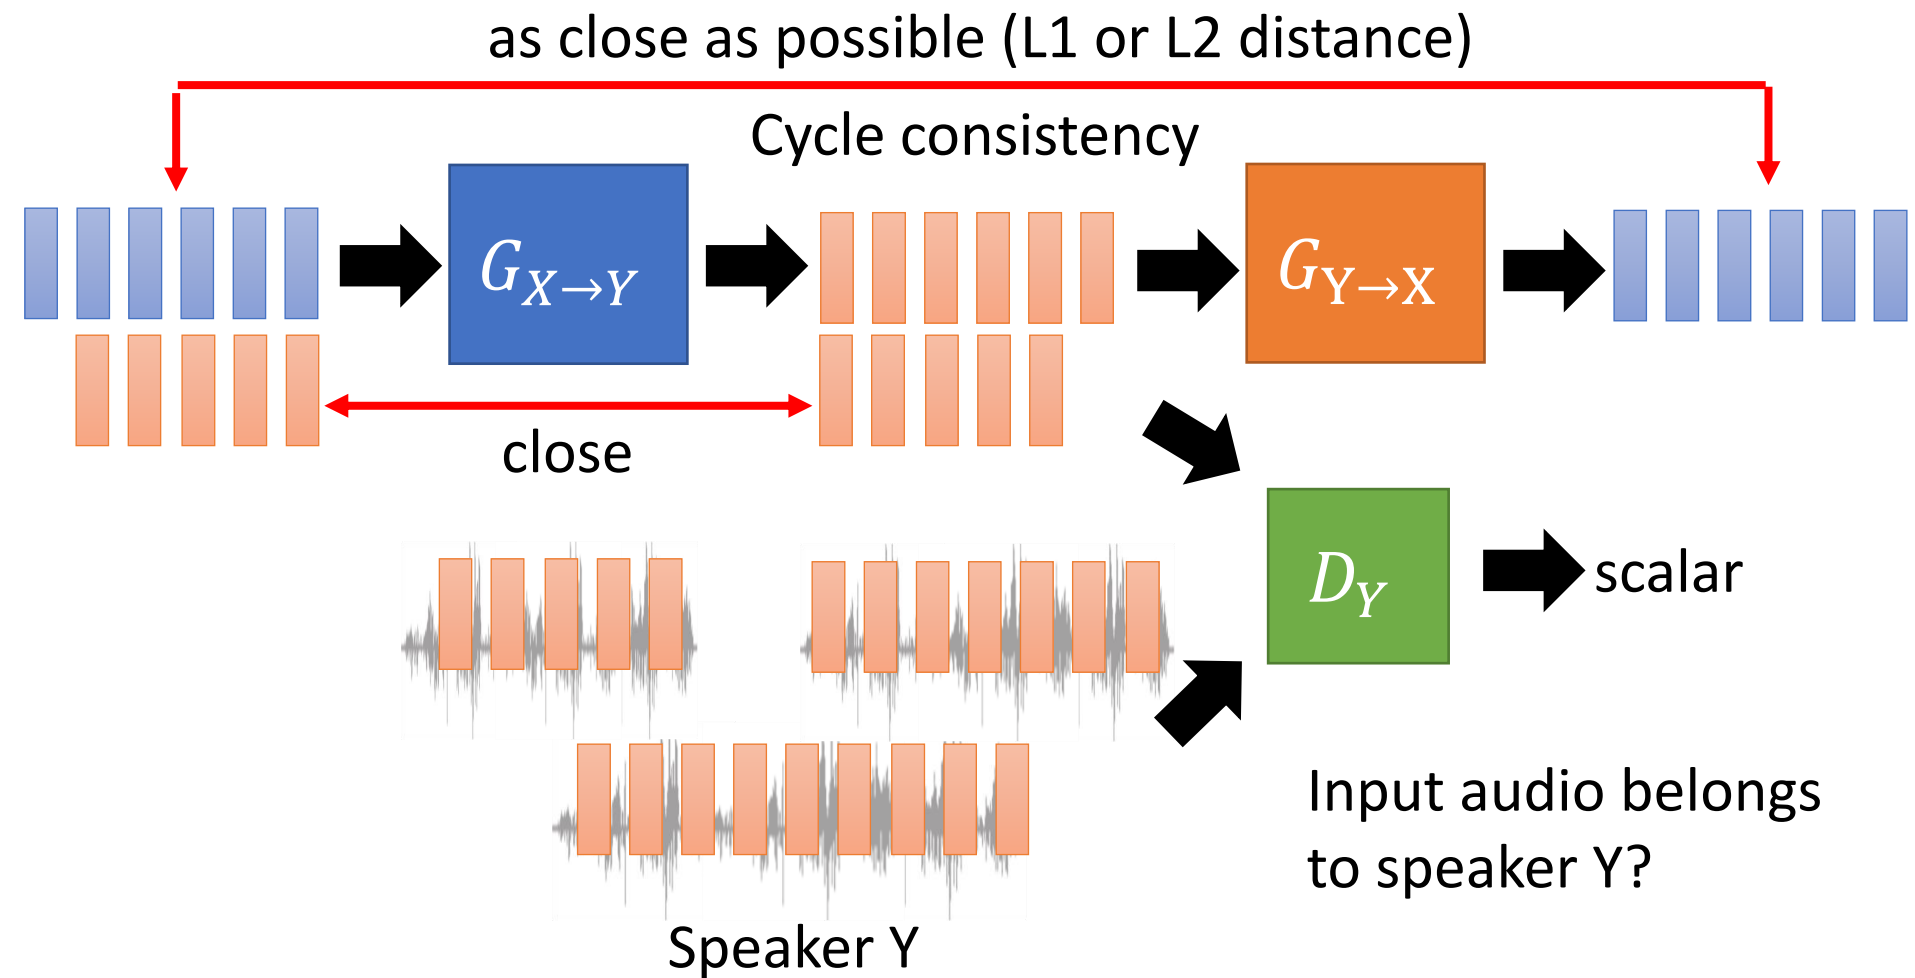 as close as possible (L1 or L2 distance)
Cycle consistency
G_{X→Y}
G_{Y→X}
close
D_Y
scalar
Input audio belongs
to speaker Y?
Speaker Y